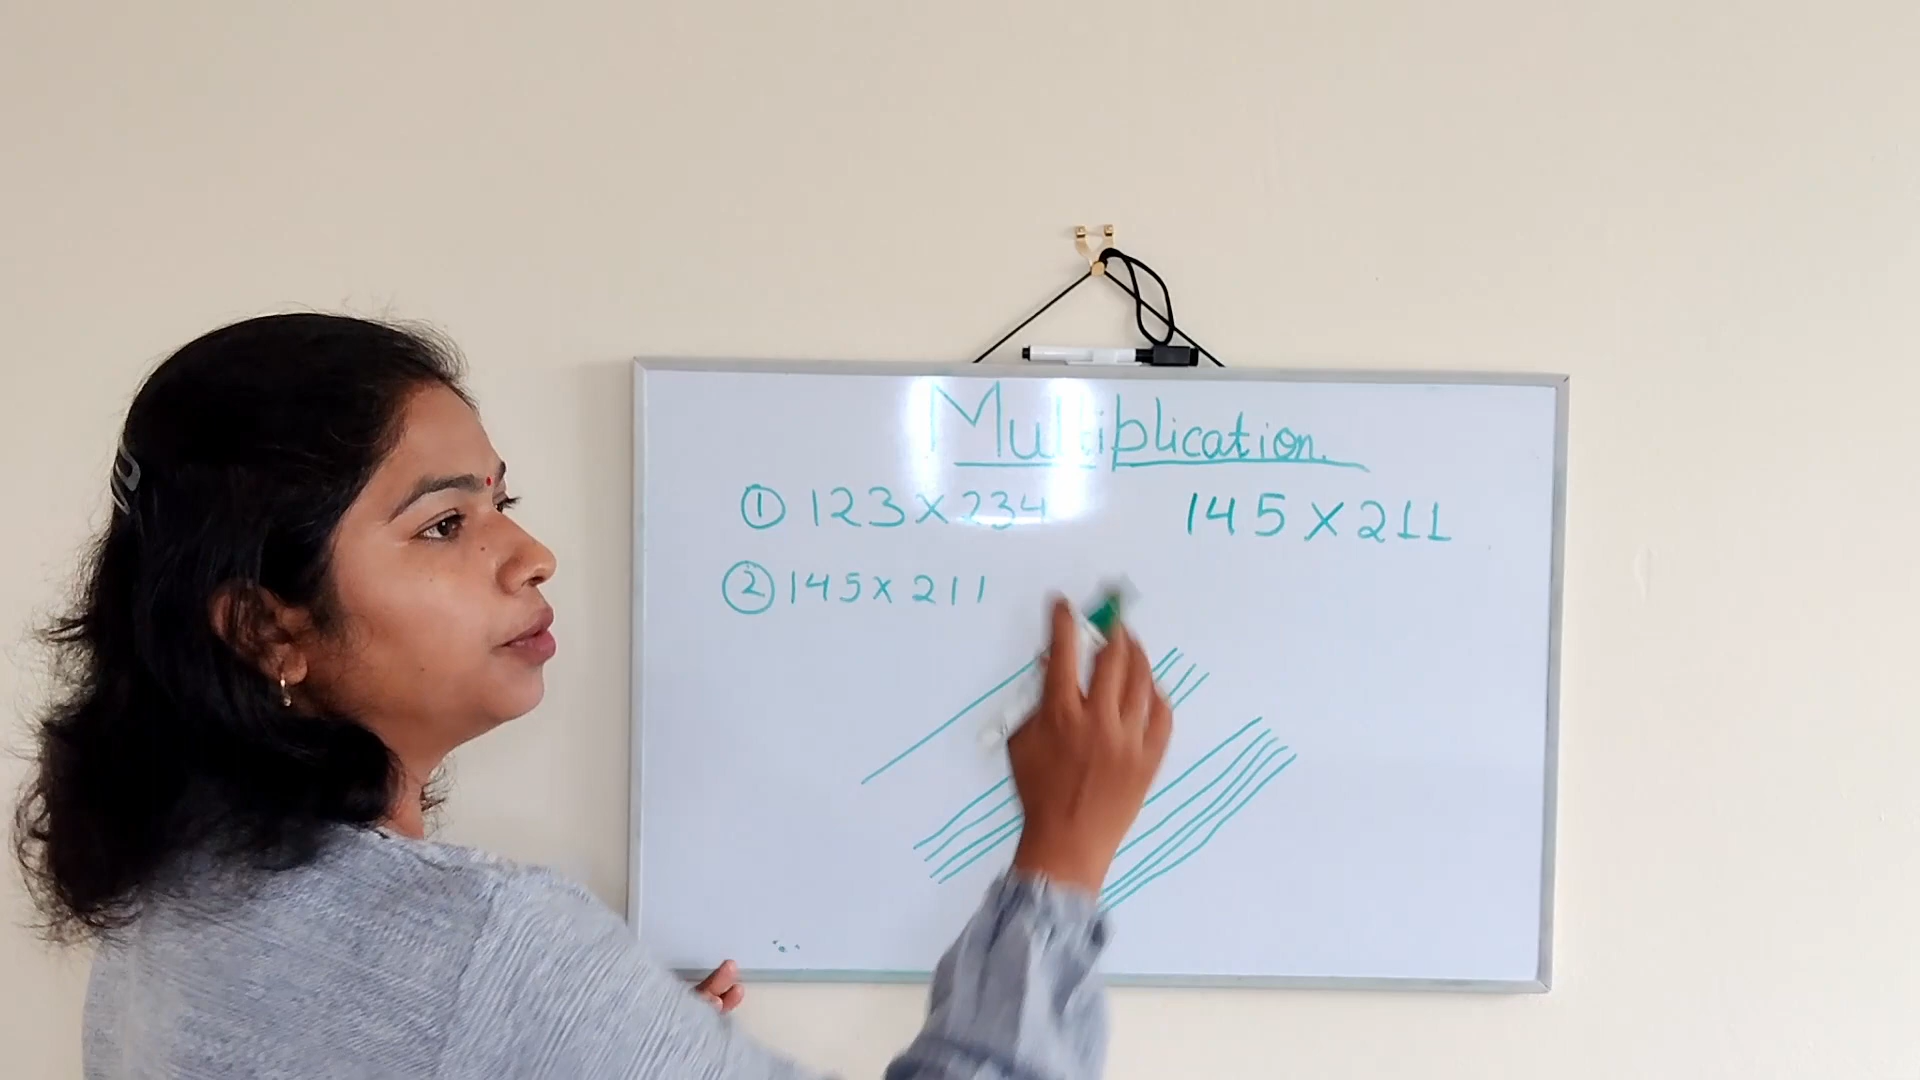 Multiplication.
① 123 x 234
145 x 211
② 145 x 211